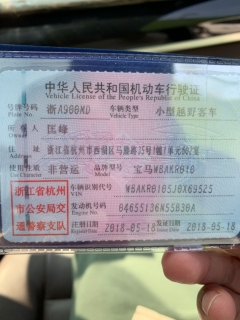 中华人民共和国机动车行驶证
Vehicle License of the People's Republic of China
号牌号码 浙A900MD 车辆类型 小型越野客车
Plate No. Vehicle Type
所有人 匡峰
Owner
住址
Address
使用性质 非营运 品牌型号 宝马WBAKR010
Use Character Model
浙江省杭州
市公安局交
通警察支队
车辆识别代号 WBAKR0105J0X69525
VIN
发动机号码 04655136N55B30A
Engine No.
注册日期 2018-05-18 发证日期 2018-05-18
Register Date Issue Date